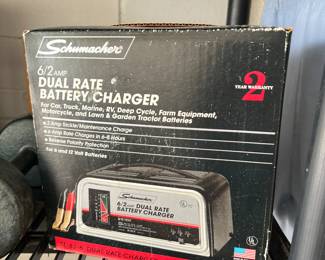 Schumacher
6/2 AMP
DUAL RATE
BATTERY CHARGER
For Car, Truck, Marine, RV, Deep Cycle, Farm Equipment,
Motorcycle, and Lawn & Garden Tractor Batteries
2 Amp Trickle/Maintenance Charge
6 Amp Rate Charges in 6-8 Hours
Reverse Polarity Protection
For 6 and 12 Volt Batteries
2
YEAR WARRANTY
Schumacher
6/2 AMP DUAL RATE
BATTERY CHARGER